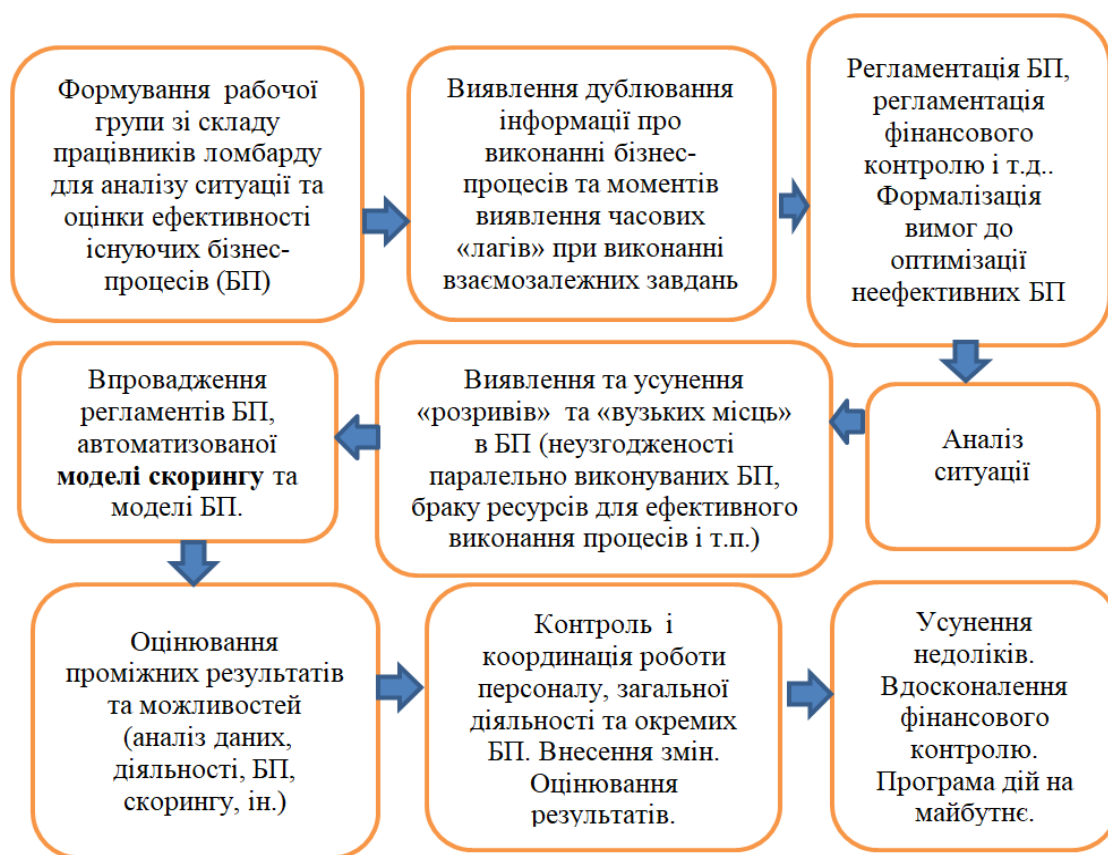 Формування рабочої
групи зі складу
працівників ломбарду
для аналізу ситуації та
оцінки ефективності
існуючих бізнес-
процесів (БП)
Виявлення дублювання
інформації про
виконанні бізнес-
процесів та моментів
виявлення часових
«лагів» при виконанні
взаємозалежних завдань
Регламентація БП,
регламентація
фінансового
контролю і т.д..
Формалізація
вимог до
оптимізації
неефективних БП
Аналіз
ситуації
Виявлення та усунення
«розривів» та «вузьких місць»
в БП (неузгодженості
паралельно виконуваних БП,
браку ресурсів для ефективного
виконання процесів і т.п.)
Впровадження
регламентів БП,
автоматизованої
моделі скорингу та
моделі БП.
Оцінювання
проміжних результатів
та можливостей
(аналіз даних,
діяльності, БП,
скорингу, ін.)
Контроль і
координація роботи
персоналу, загальної
діяльності та окремих
БП. Внесення змін.
Оцінювання
результатів.
Усунення
недоліків.
Вдосконалення
фінансового
контролю.
Програма дій на
майбутнє.